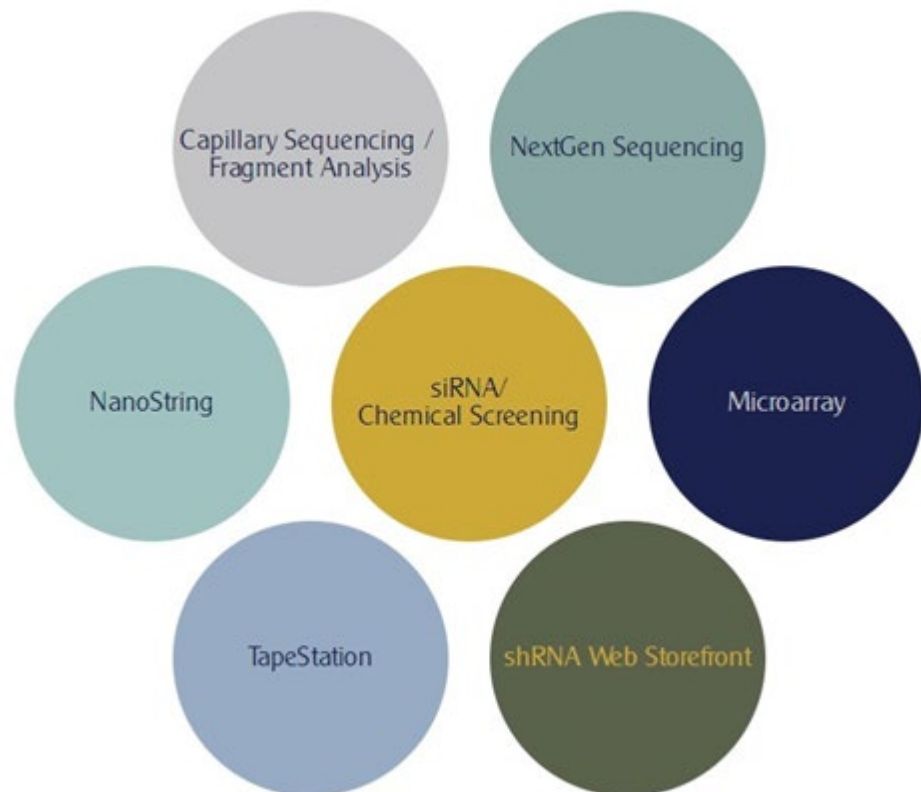 Capillary Sequencing /
Fragment Analysis
NextGen Sequencing
NanoString
siRNA/
Chemical Screening
Microarray
TapeStation
shRNA Web Storefront